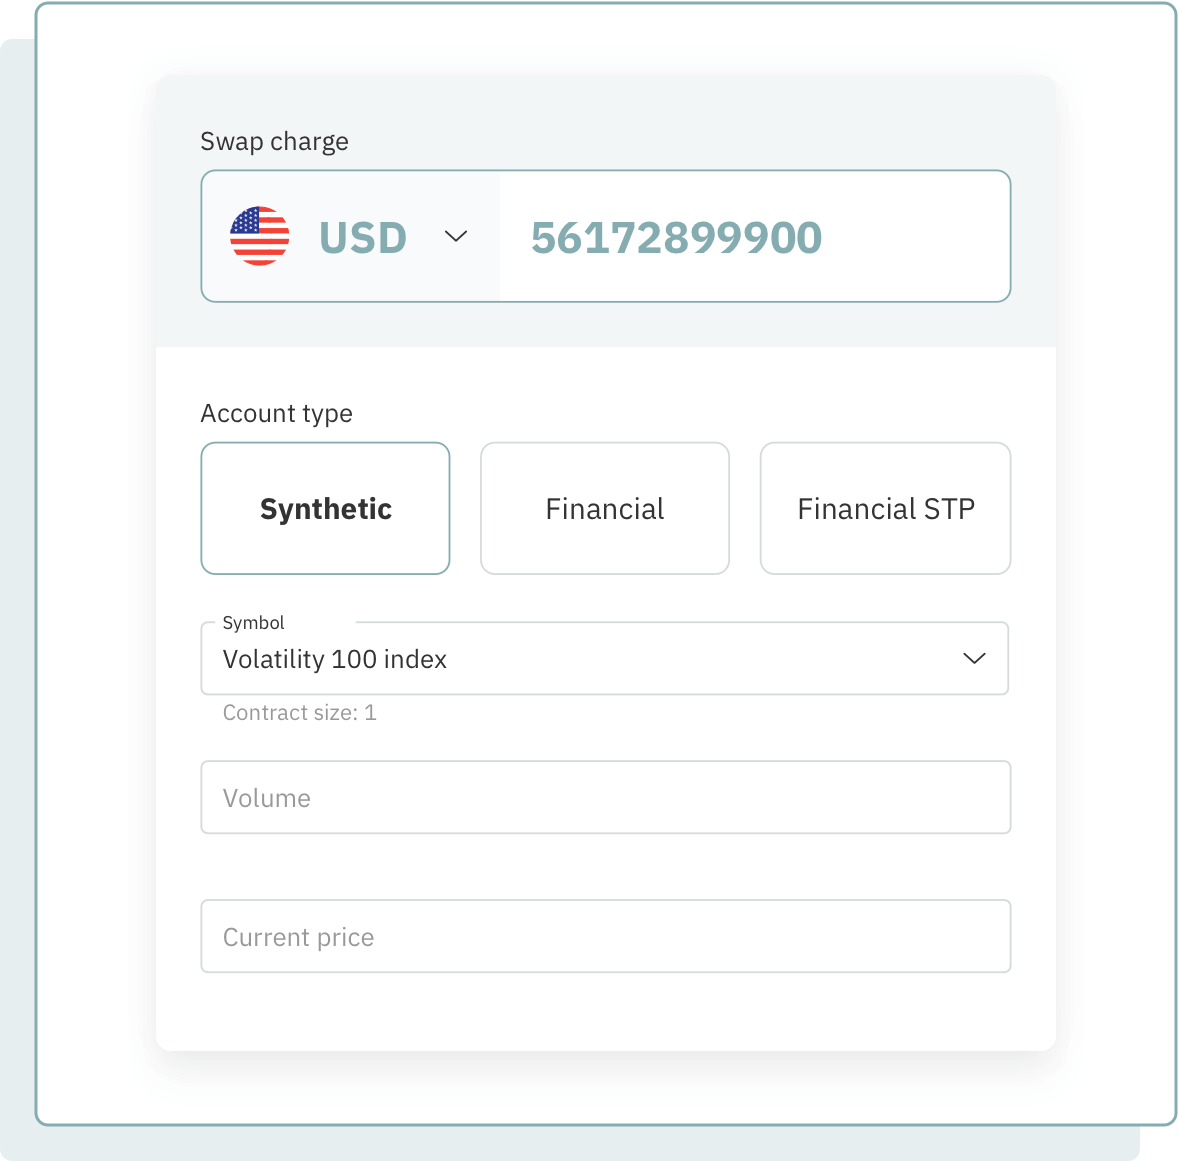 Swap charge
USD 56172899900
Account type
Synthetic Financial Financial STP
Symbol
Volatility 100 index
Contract size: 1
Volume
Current price